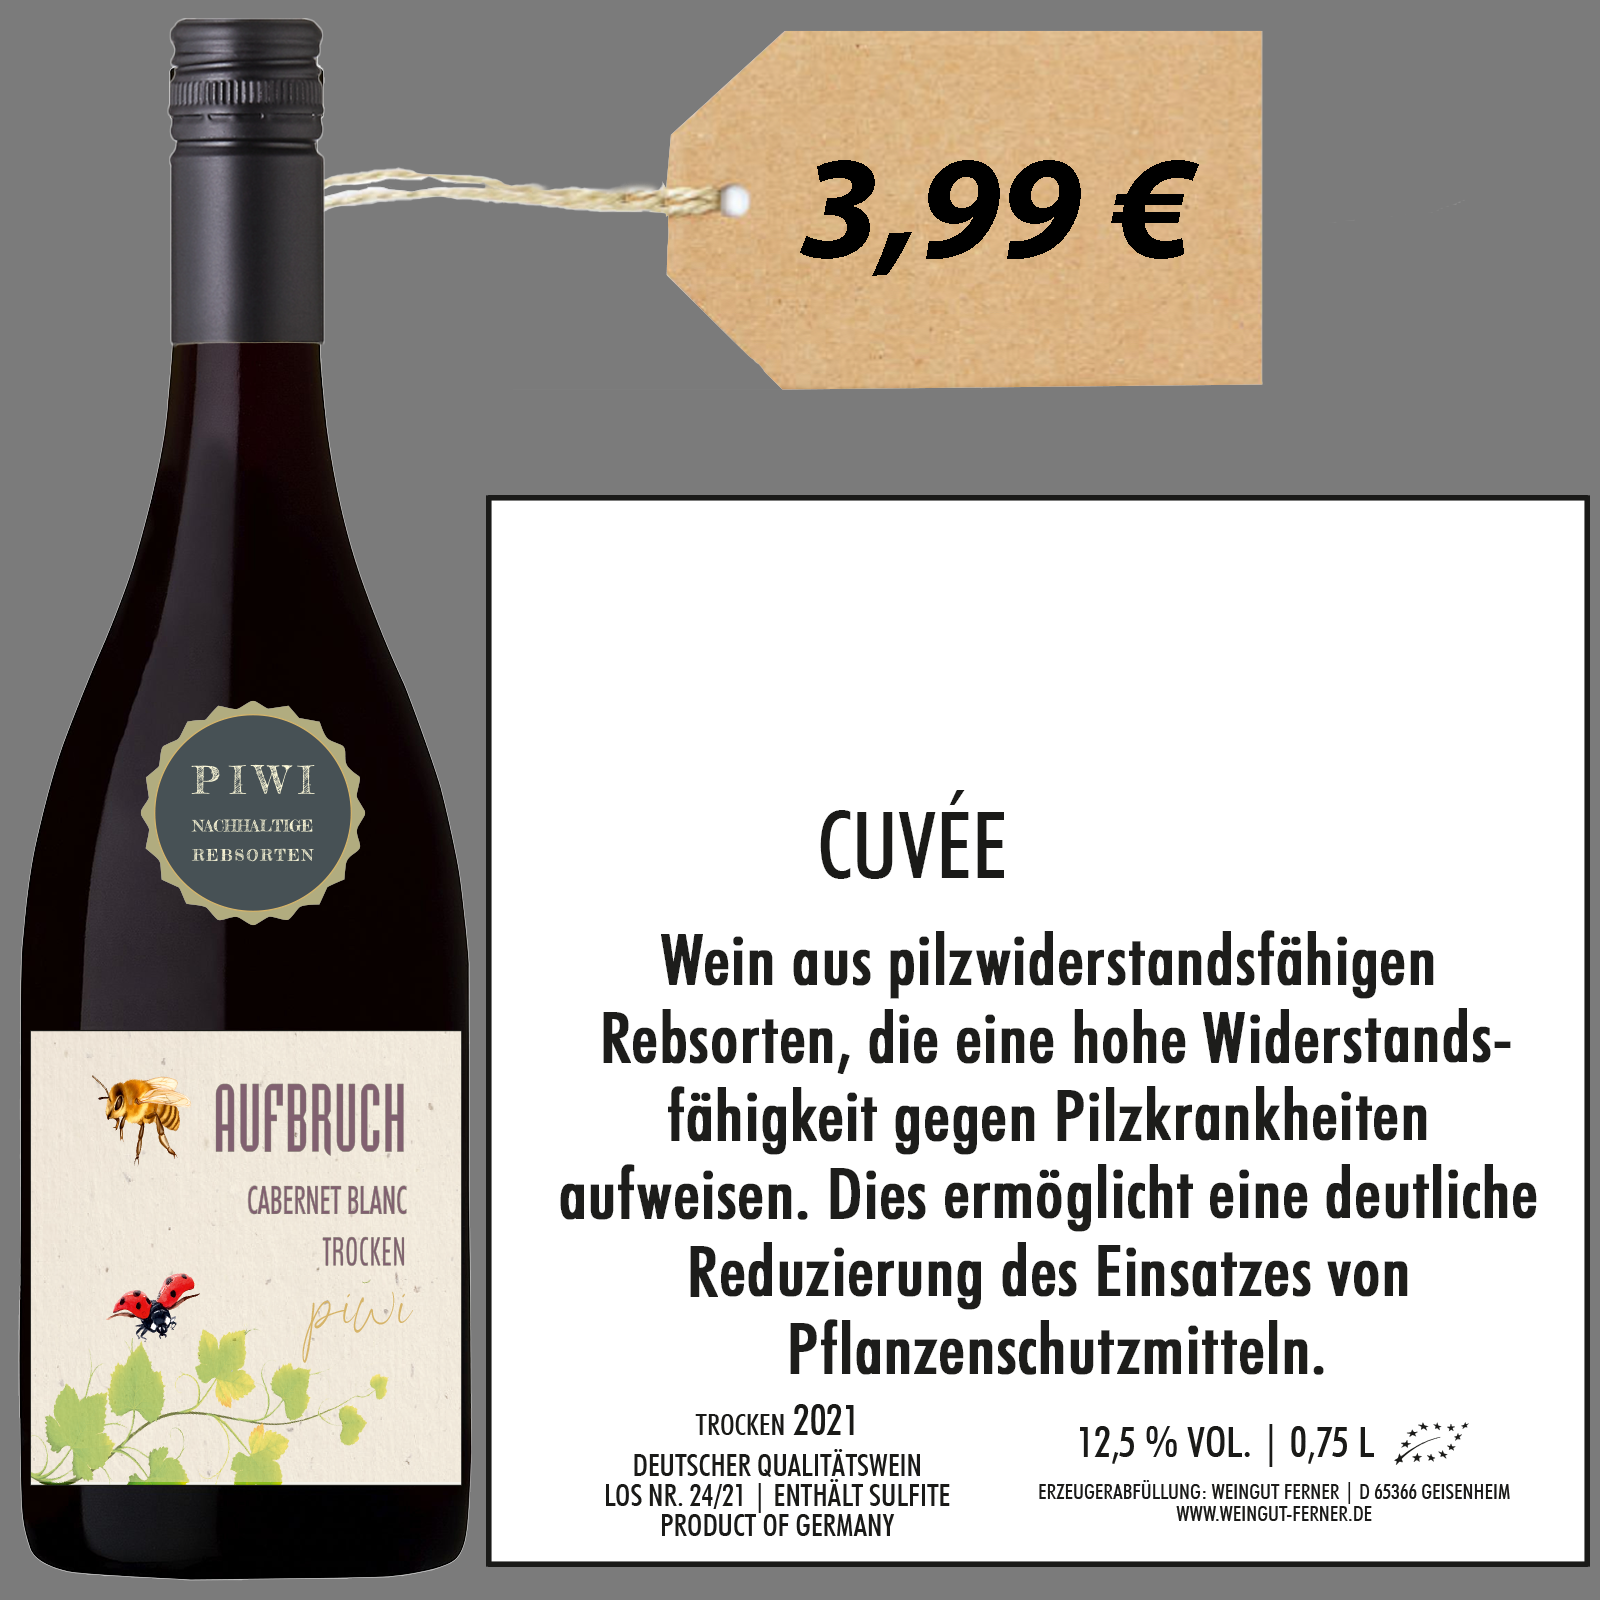 3,99 €
PIWI
NACHHALTIGE
REBSORTEN
AUFBRUCH
CABERNET BLANC
TROCKEN
piwi
CUVÉE
Wein aus pilzwiderstandsfähigen
Rebsorten, die eine hohe Widerstands-
fähigkeit gegen Pilzkrankheiten
aufweisen. Dies ermöglicht eine deutliche
Reduzierung des Einsatzes von
Pflanzenschutzmitteln.
TROCKEN 2021
DEUTSCHER QUALITÄTSWEIN
LOS NR. 24/21 | ENTHÄLT SULFITE
PRODUCT OF GERMANY
12,5 % VOL. | 0,75 L
ERZEUGERABFÜLLUNG: WEINGUT FERNER | D 65366 GEISENHEIM
WWW.WEINGUT-FERNER.DE